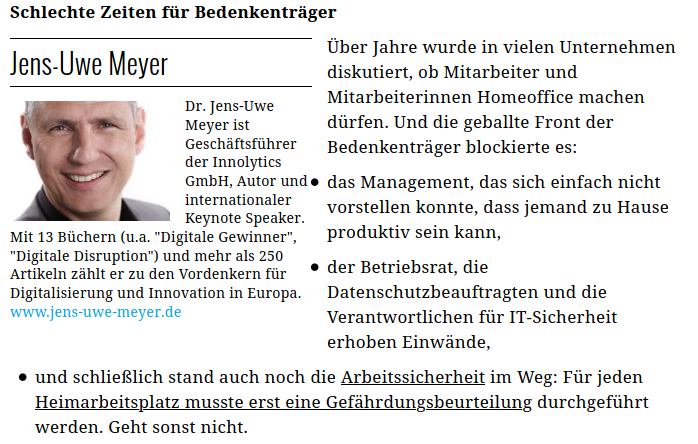 Schlechte Zeiten für Bedenkenträger
Jens-Uwe Meyer
Dr. Jens-Uwe
Meyer ist
Geschäftsführer
der Innolytics
GmbH, Autor und
internationaler
Keynote Speaker.
Mit 13 Büchern (u.a. "Digitale Gewinner",
"Digitale Disruption") und mehr als 250
Artikeln zählt er zu den Vordenkern für
Digitalisierung und Innovation in Europa.
www.jens-uwe-meyer.de
Über Jahre wurde in vielen Unternehmen
diskutiert, ob Mitarbeiter und
Mitarbeiterinnen Homeoffice machen
dürfen. Und die geballte Front der
Bedenkenträger blockierte es:
• das Management, das sich einfach nicht
vorstellen konnte, dass jemand zu Hause
produktiv sein kann,
• der Betriebsrat, die
Datenschutzbeauftragten und die
Verantwortlichen für IT-Sicherheit
erhoben Einwände,
• und schließlich stand auch noch die Arbeitssicherheit im Weg: Für jeden
Heimarbeitsplatz musste erst eine Gefährdungsbeurteilung durchgeführt
werden. Geht sonst nicht.